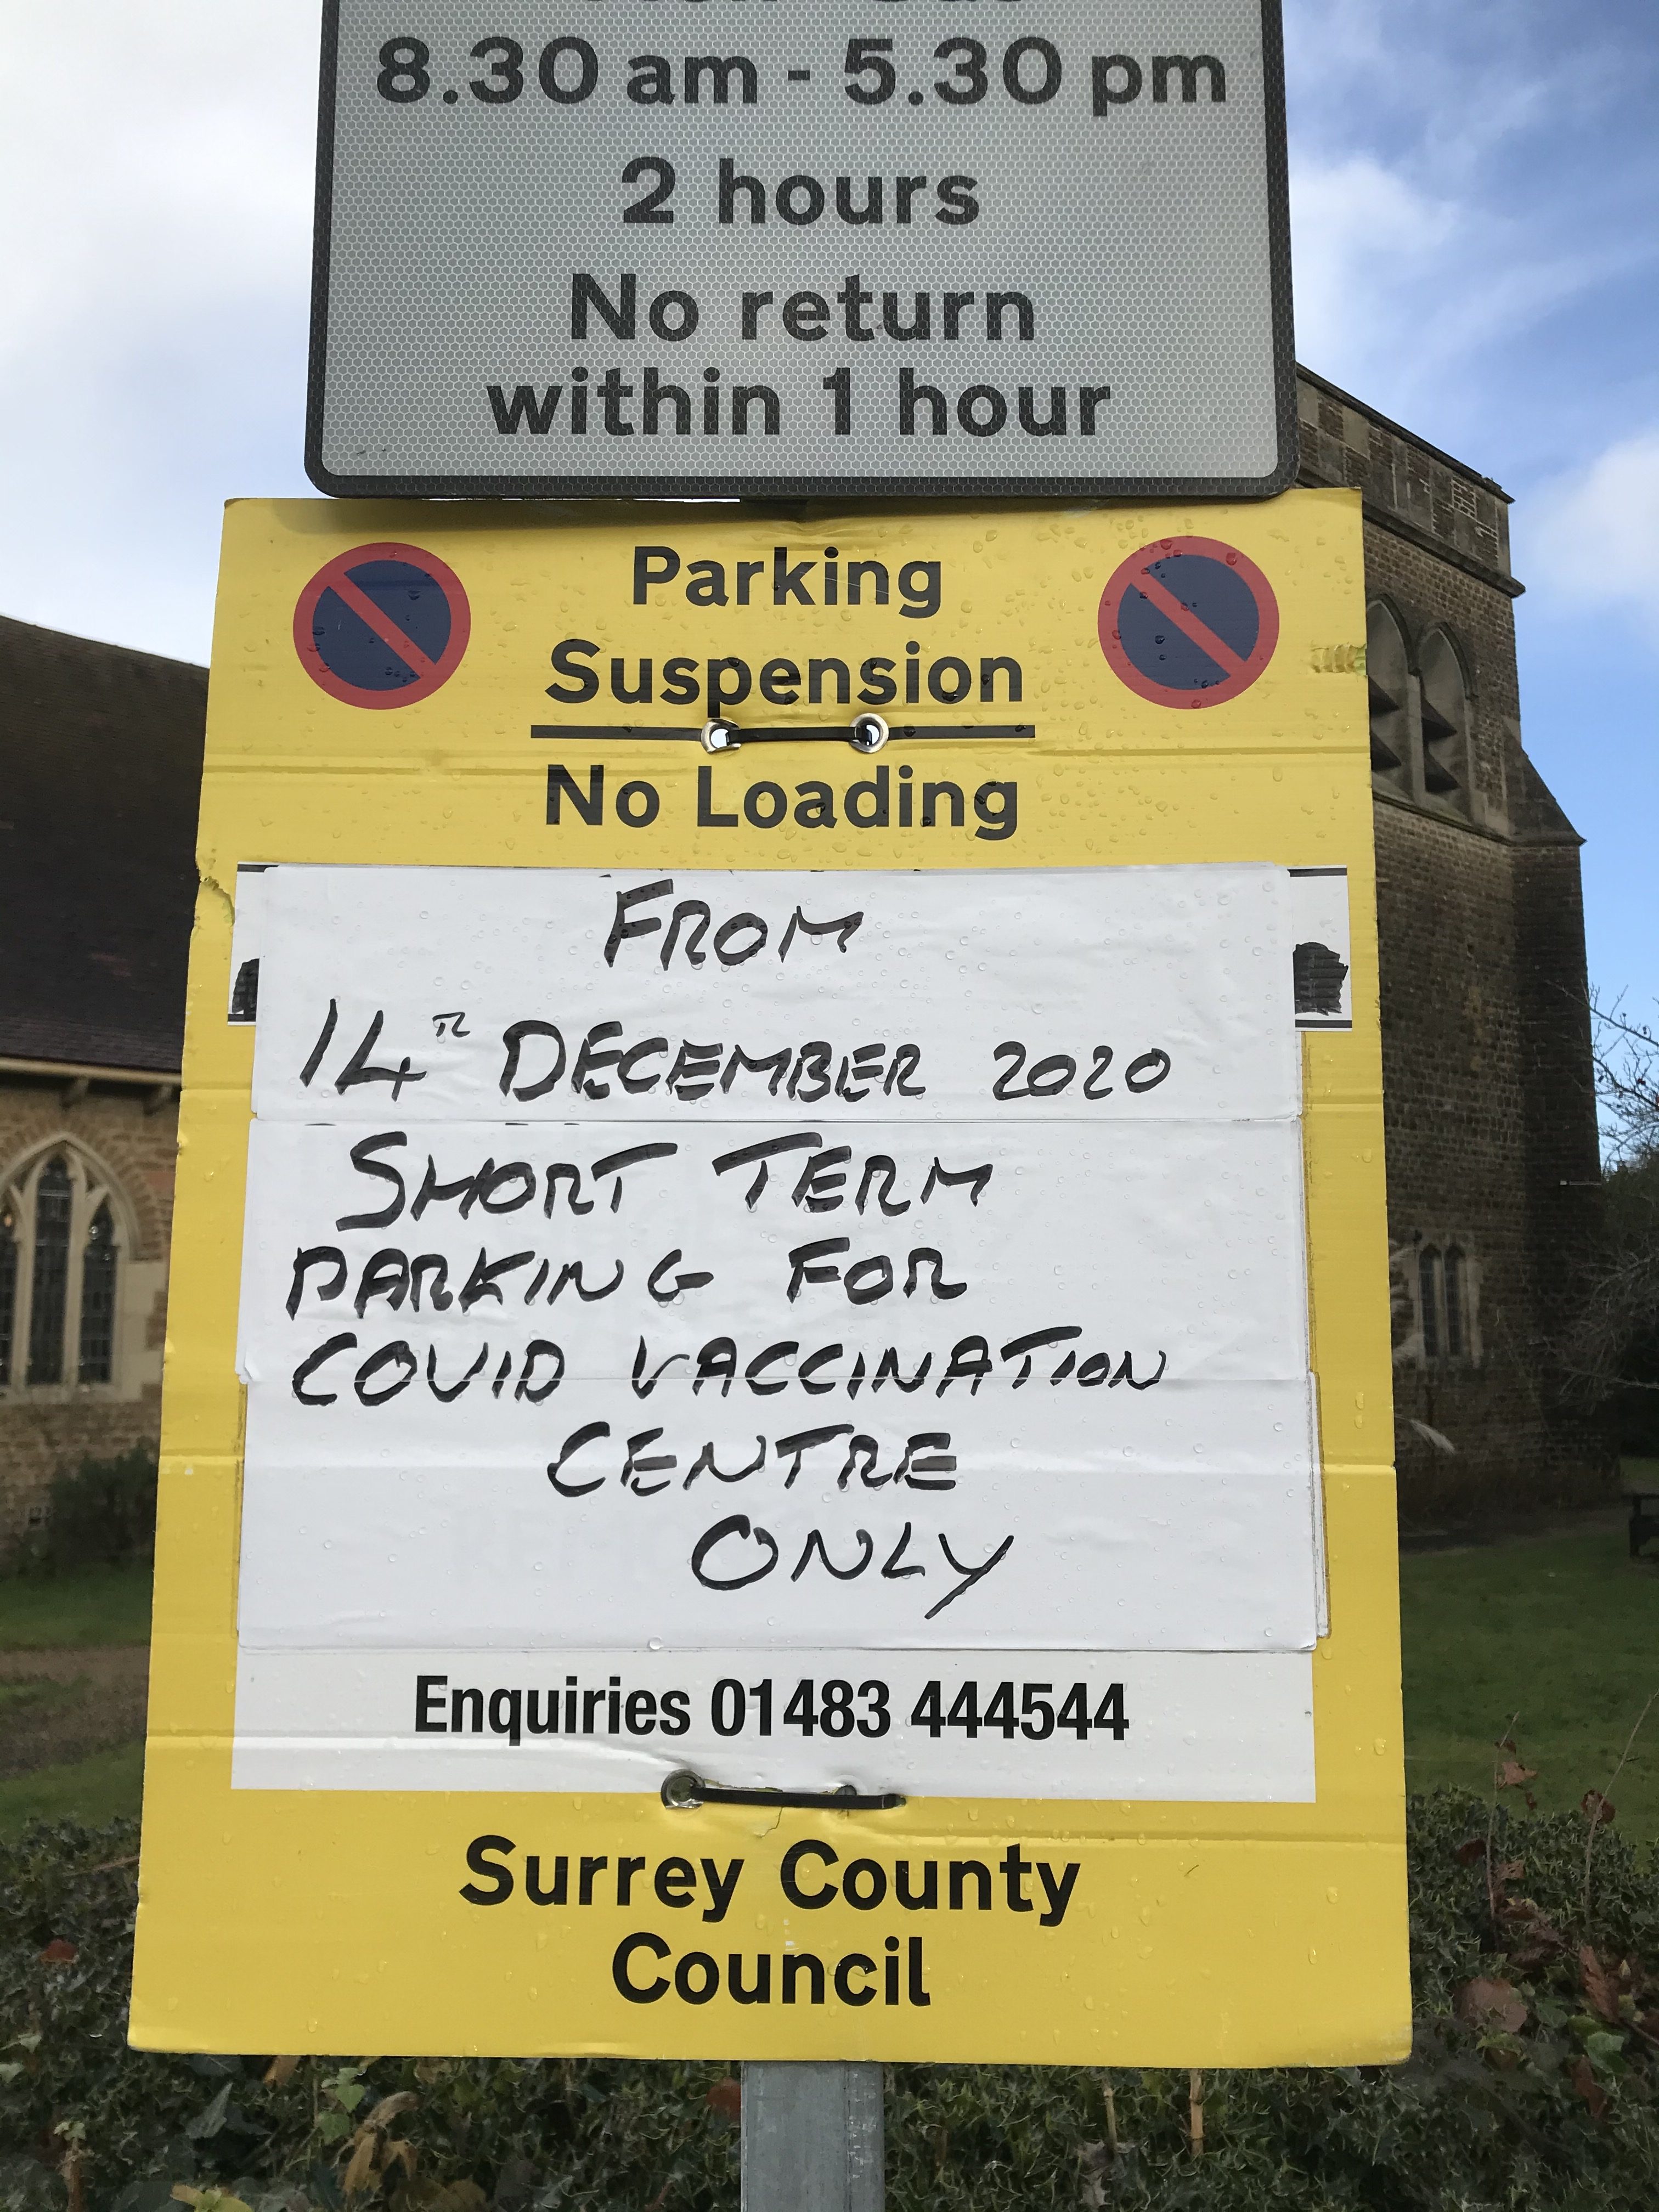 8.30 am - 5.30 pm
2 hours
No return
within 1 hour
Parking
Suspension
No Loading
FROM
14TH DECEMBER 2020
SHORT TERM
PARKING FOR
COVID VACCINATION
CENTRE
ONLY
Enquiries 01483 444544
Surrey County
Council